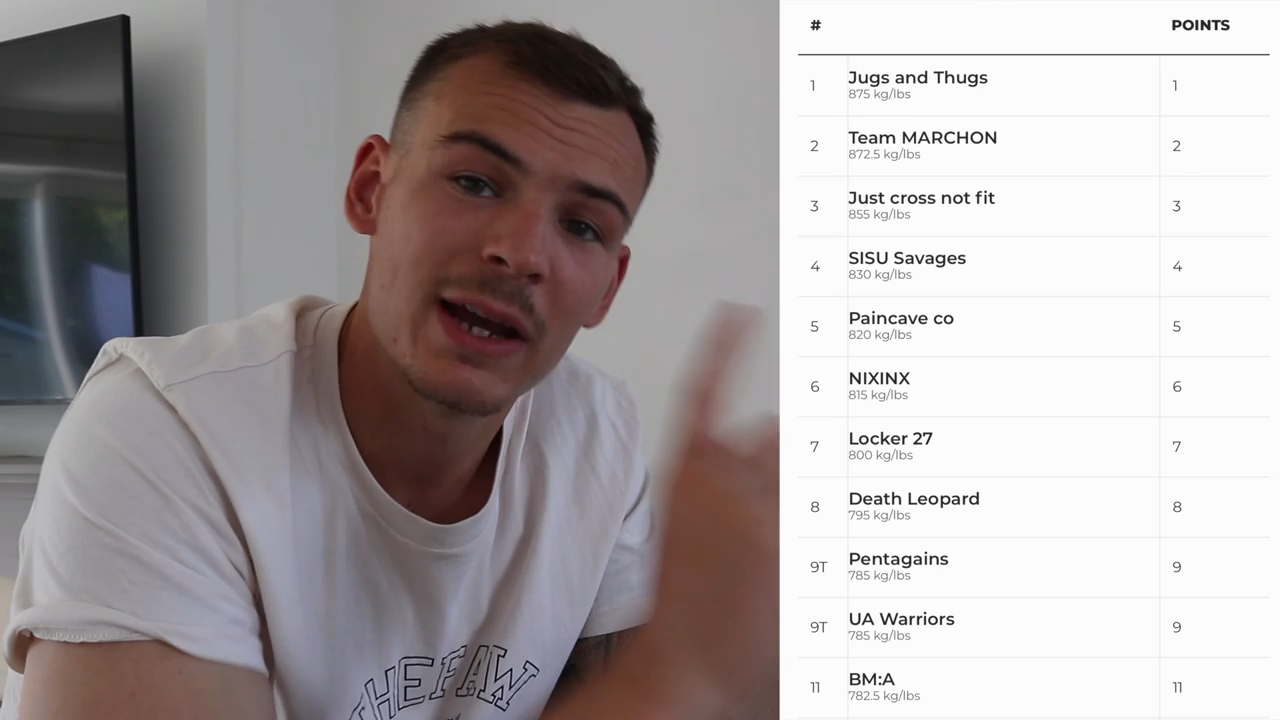 # POINTS
1 Jugs and Thugs 1
875 kg/lbs
2 Team MARCHON 2
872.5 kg/lbs
3 Just cross not fit 3
855 kg/lbs
4 SISU Savages 4
830 kg/lbs
5 Paincave co 5
820 kg/lbs
6 NIXINX 6
815 kg/lbs
7 Locker 27 7
800 kg/lbs
8 Death Leopard 8
795 kg/lbs
9T Pentagains 9
785 kg/lbs
9T UA Warriors 9
785 kg/lbs
11 BM:A 11
782.5 kg/lbs